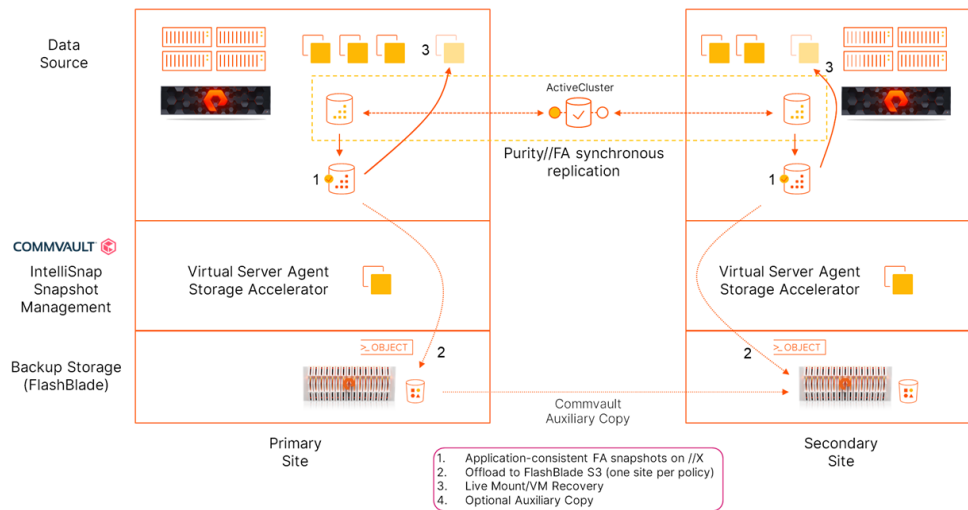 Data
Source
3
3
ActiveCluster
Purity//FA synchronous
replication
1
1
COMMVAULT
IntelliSnap
Snapshot
Management
Virtual Server Agent
Storage Accelerator
Virtual Server Agent
Storage Accelerator
Backup Storage
(FlashBlade)
>_ OBJECT
2
2
>_ OBJECT
Commvault
Auxiliary Copy
Primary
Site
Secondary
Site
1. Application-consistent FA snapshots on //X
2. Offload to FlashBlade S3 (one site per policy)
3. Live Mount/VM Recovery
4. Optional Auxiliary Copy